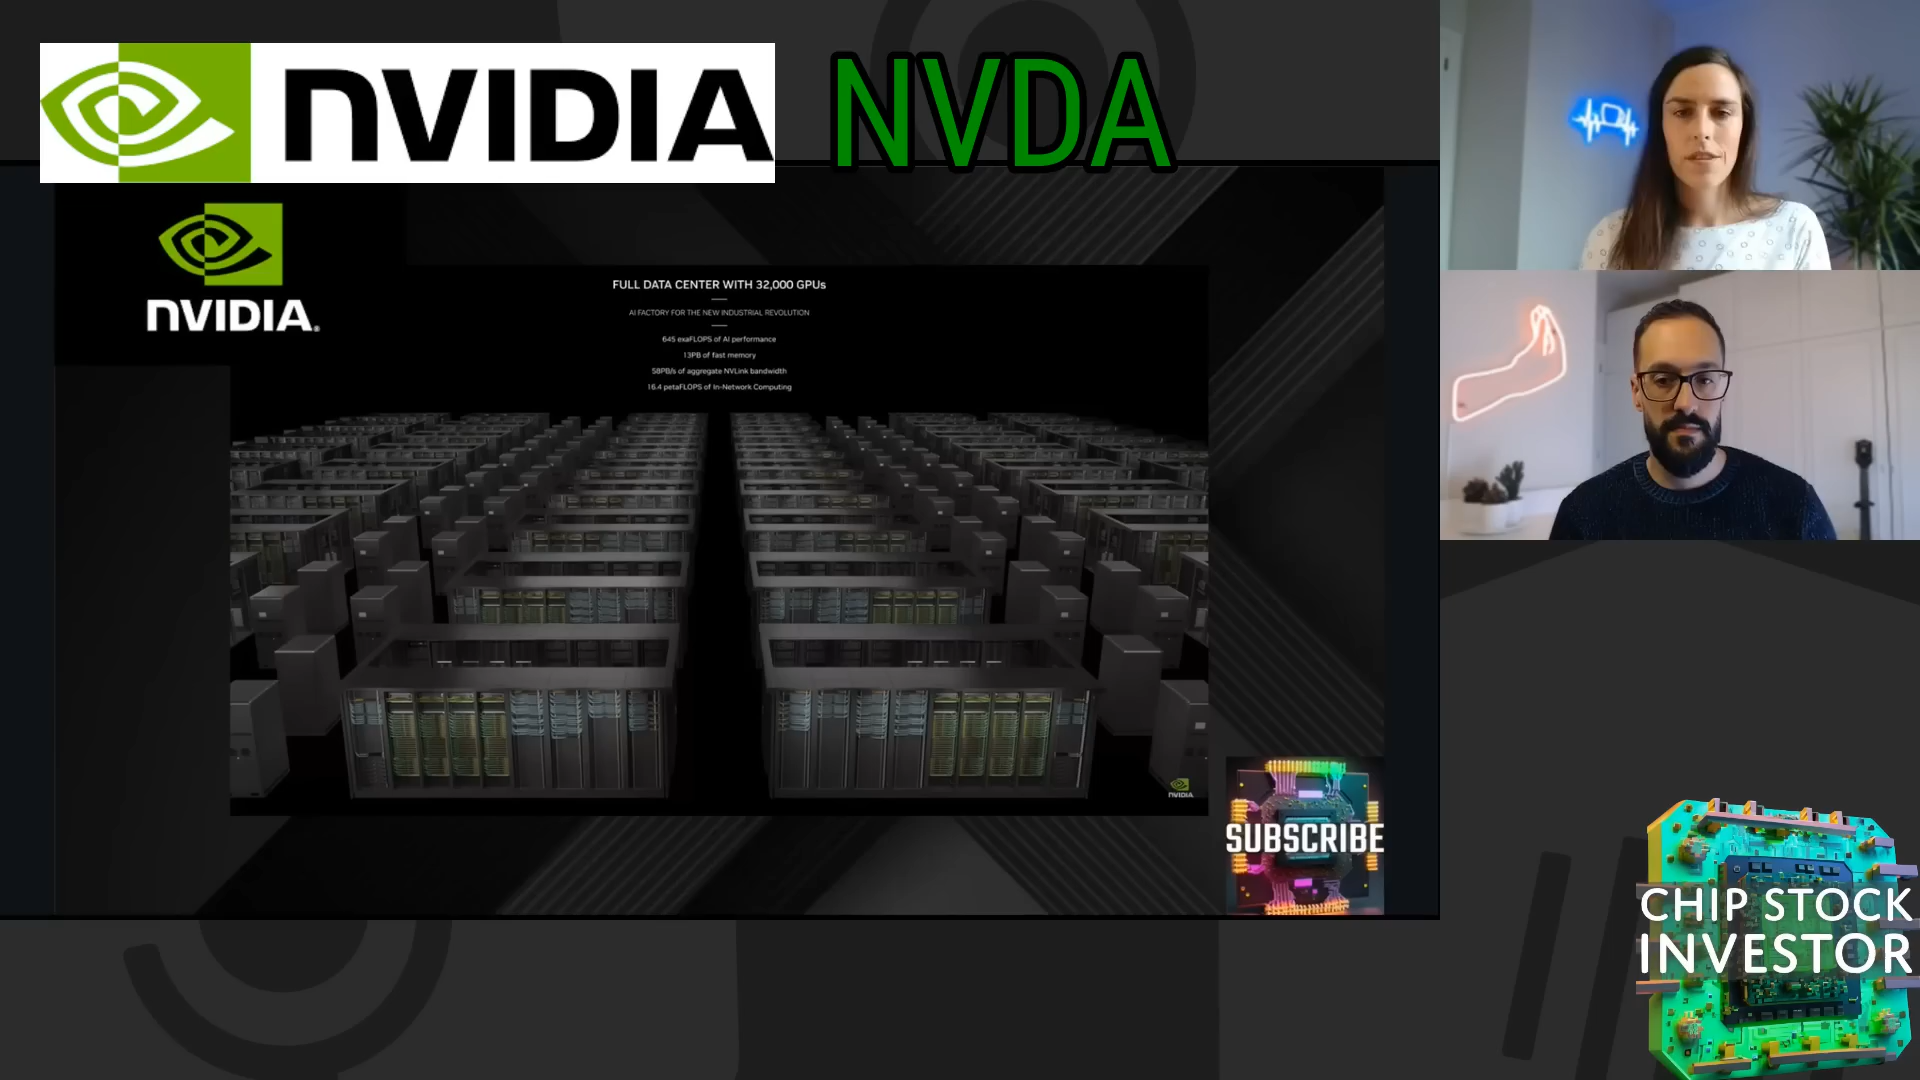 NVIDIA
NVDA
NVIDIA®
FULL DATA CENTER WITH 32,000 GPUs
AI FACTORY FOR THE NEW INDUSTRIAL REVOLUTION
645 exaFLOPS of AI performance
13PB of fast memory
58PB/s of aggregate NVLink bandwidth
16.4 petaFLOPS of In-Network Computing
NVIDIA
SUBSCRIBE
CHIP STOCK
INVESTOR